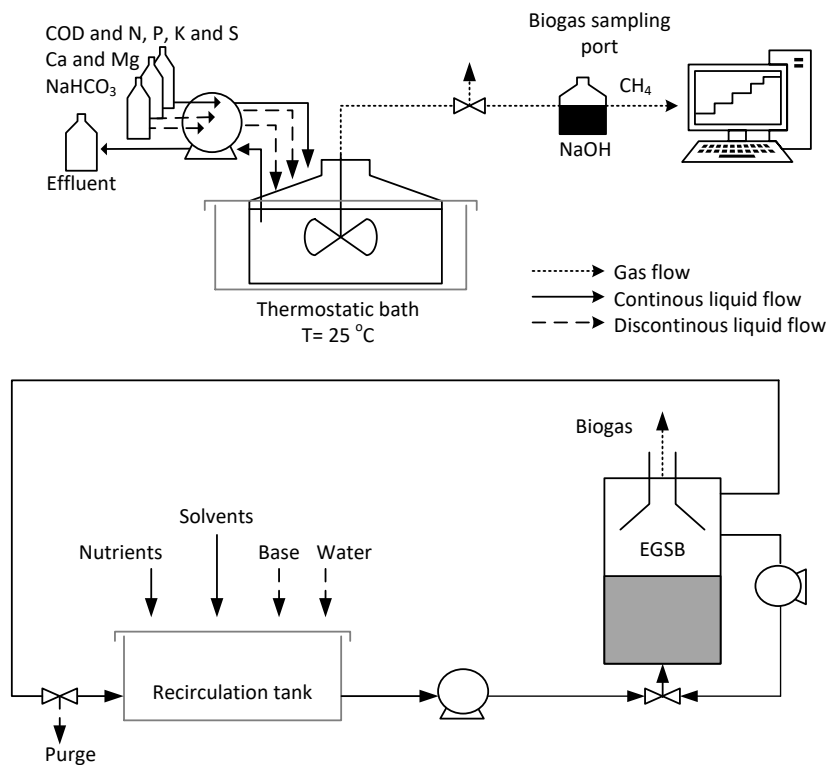 COD and N, P, K and S
Ca and Mg
NaHCO₃
Effluent
Biogas sampling
port
CH₄
NaOH
Thermostatic bath
T= 25 °C
Gas flow
Continous liquid flow
Discontinous liquid flow
Biogas
EGSB
Solvents
Nutrients
Base
Water
Recirculation tank
Purge